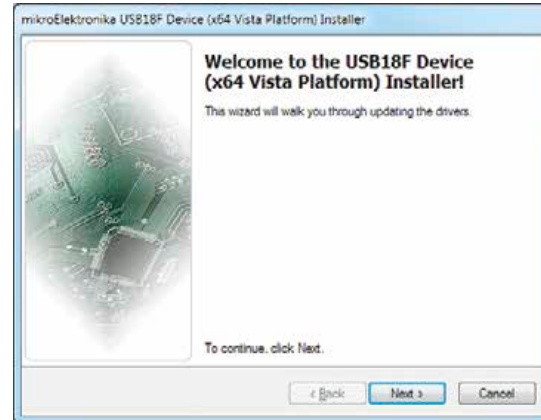 mikroElektronika USB18F Device (x64 Vista Platform) Installer
Welcome to the USB18F Device
(x64 Vista Platform) Installer!
This wizard will walk you through updating the drivers.
To continue, click Next.
< Back Next > Cancel